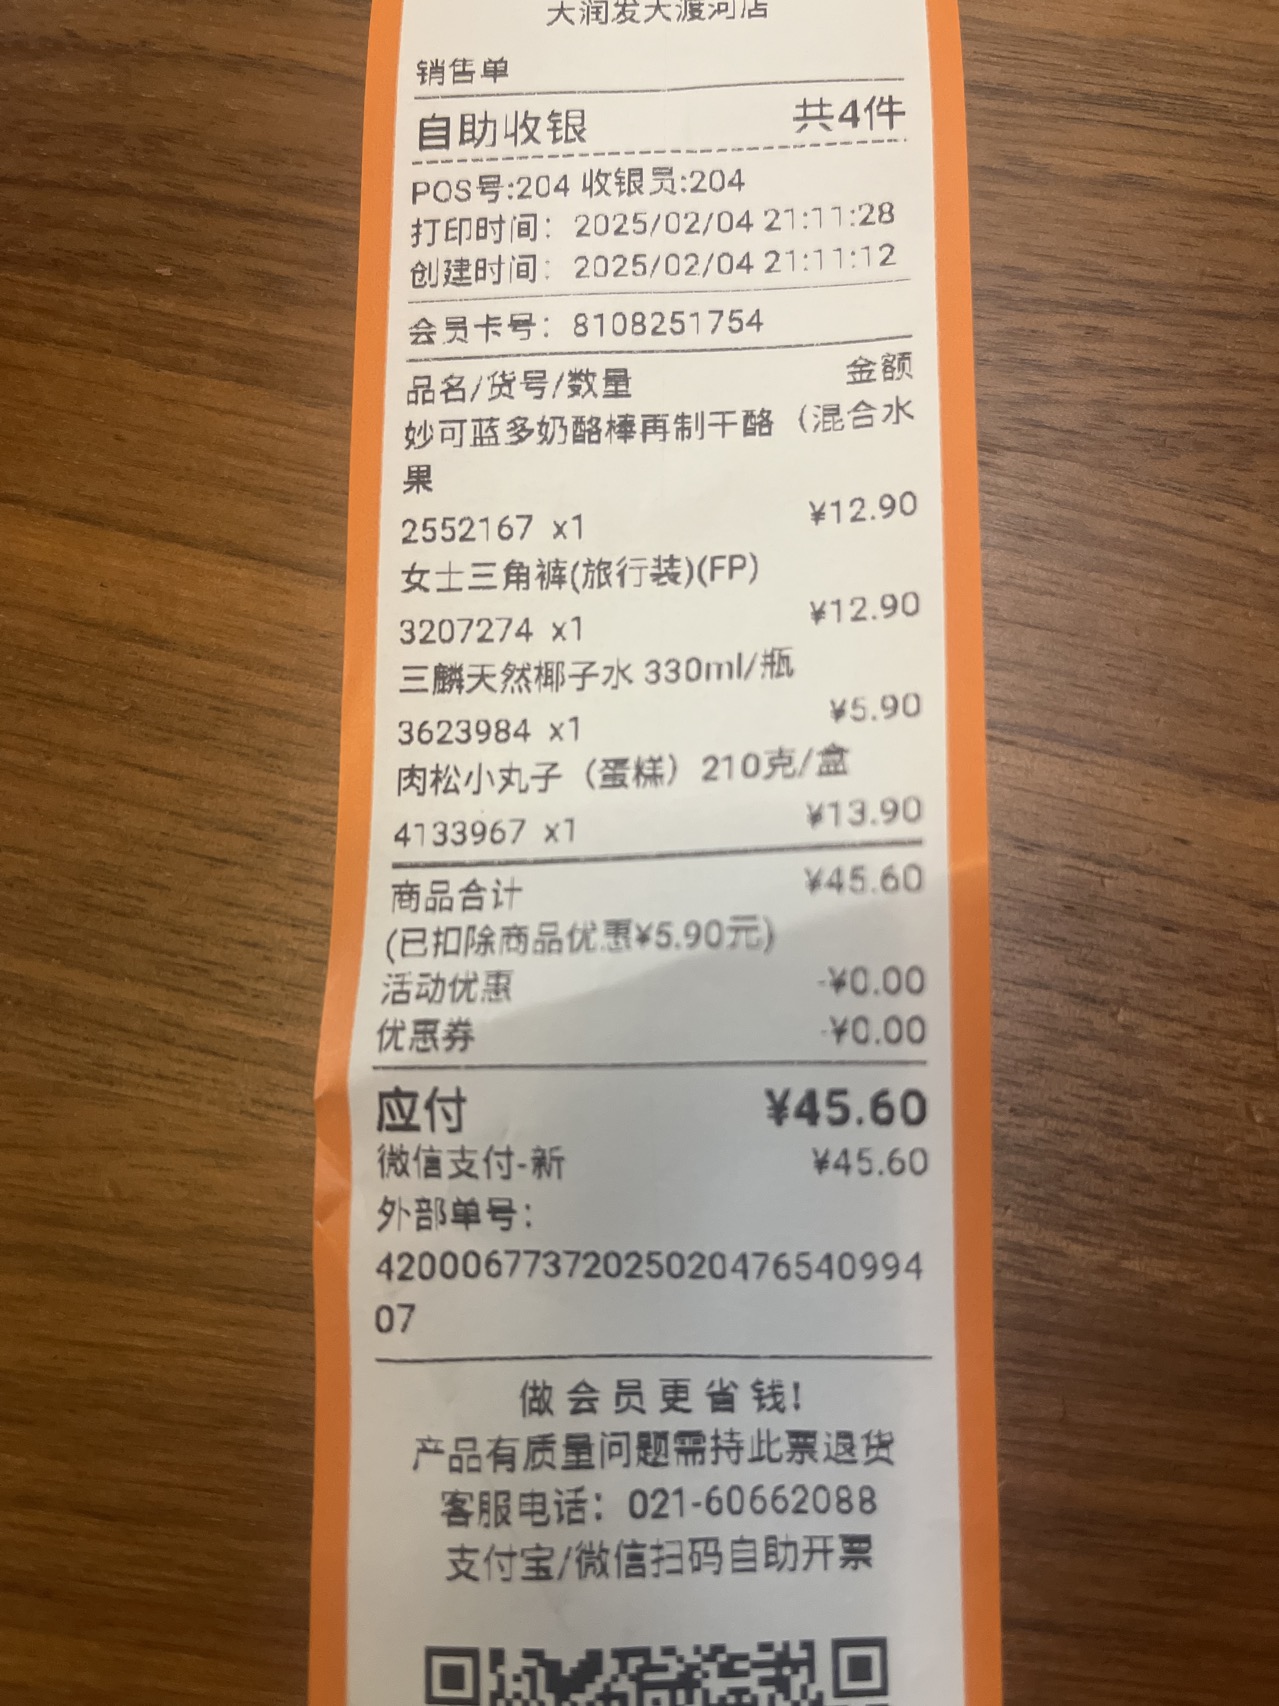 大润发大渡河店
销售单
自助收银 共4件
POS号:204 收银员:204
打印时间: 2025/02/04 21:11:28
创建时间: 2025/02/04 21:11:12
会员卡号: 8108251754
品名/货号/数量 金额
妙可蓝多奶酪棒再制干酪（混合水
果
2552167 x1 ¥12.90
女士三角裤(旅行装)(FP)
3207274 x1 ¥12.90
三麟天然椰子水 330ml/瓶
3623984 x1 ¥5.90
肉松小丸子（蛋糕）210克/盒
4133967 x1 ¥13.90
商品合计 ¥45.60
(已扣除商品优惠¥5.90元)
活动优惠 -¥0.00
优惠券 -¥0.00
应付 ¥45.60
微信支付-新 ¥45.60
外部单号:
42000677372025020476540994
07
做会员更省钱!
产品有质量问题需持此票退货
客服电话: 021-60662088
支付宝/微信扫码自助开票